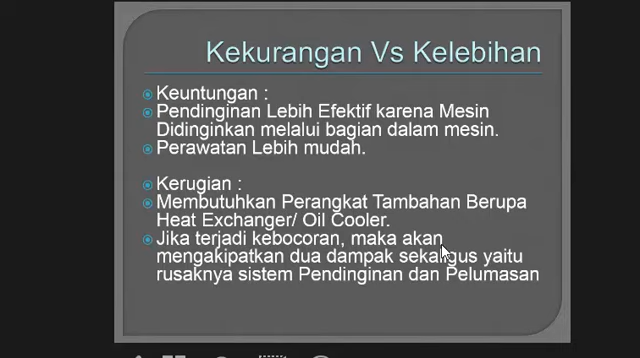 Kekurangan Vs Kelebihan
Keuntungan :
Pendinginan Lebih Efektif karena Mesin
Didinginkan melalui bagian dalam mesin.
Perawatan Lebih mudah.
Kerugian :
Membutuhkan Perangkat Tambahan Berupa
Heat Exchanger/ Oil Cooler.
Jika terjadi kebocoran, maka akan
mengakipatkan dua dampak sekaligus yaitu
rusaknya sistem Pendinginan dan Pelumasan